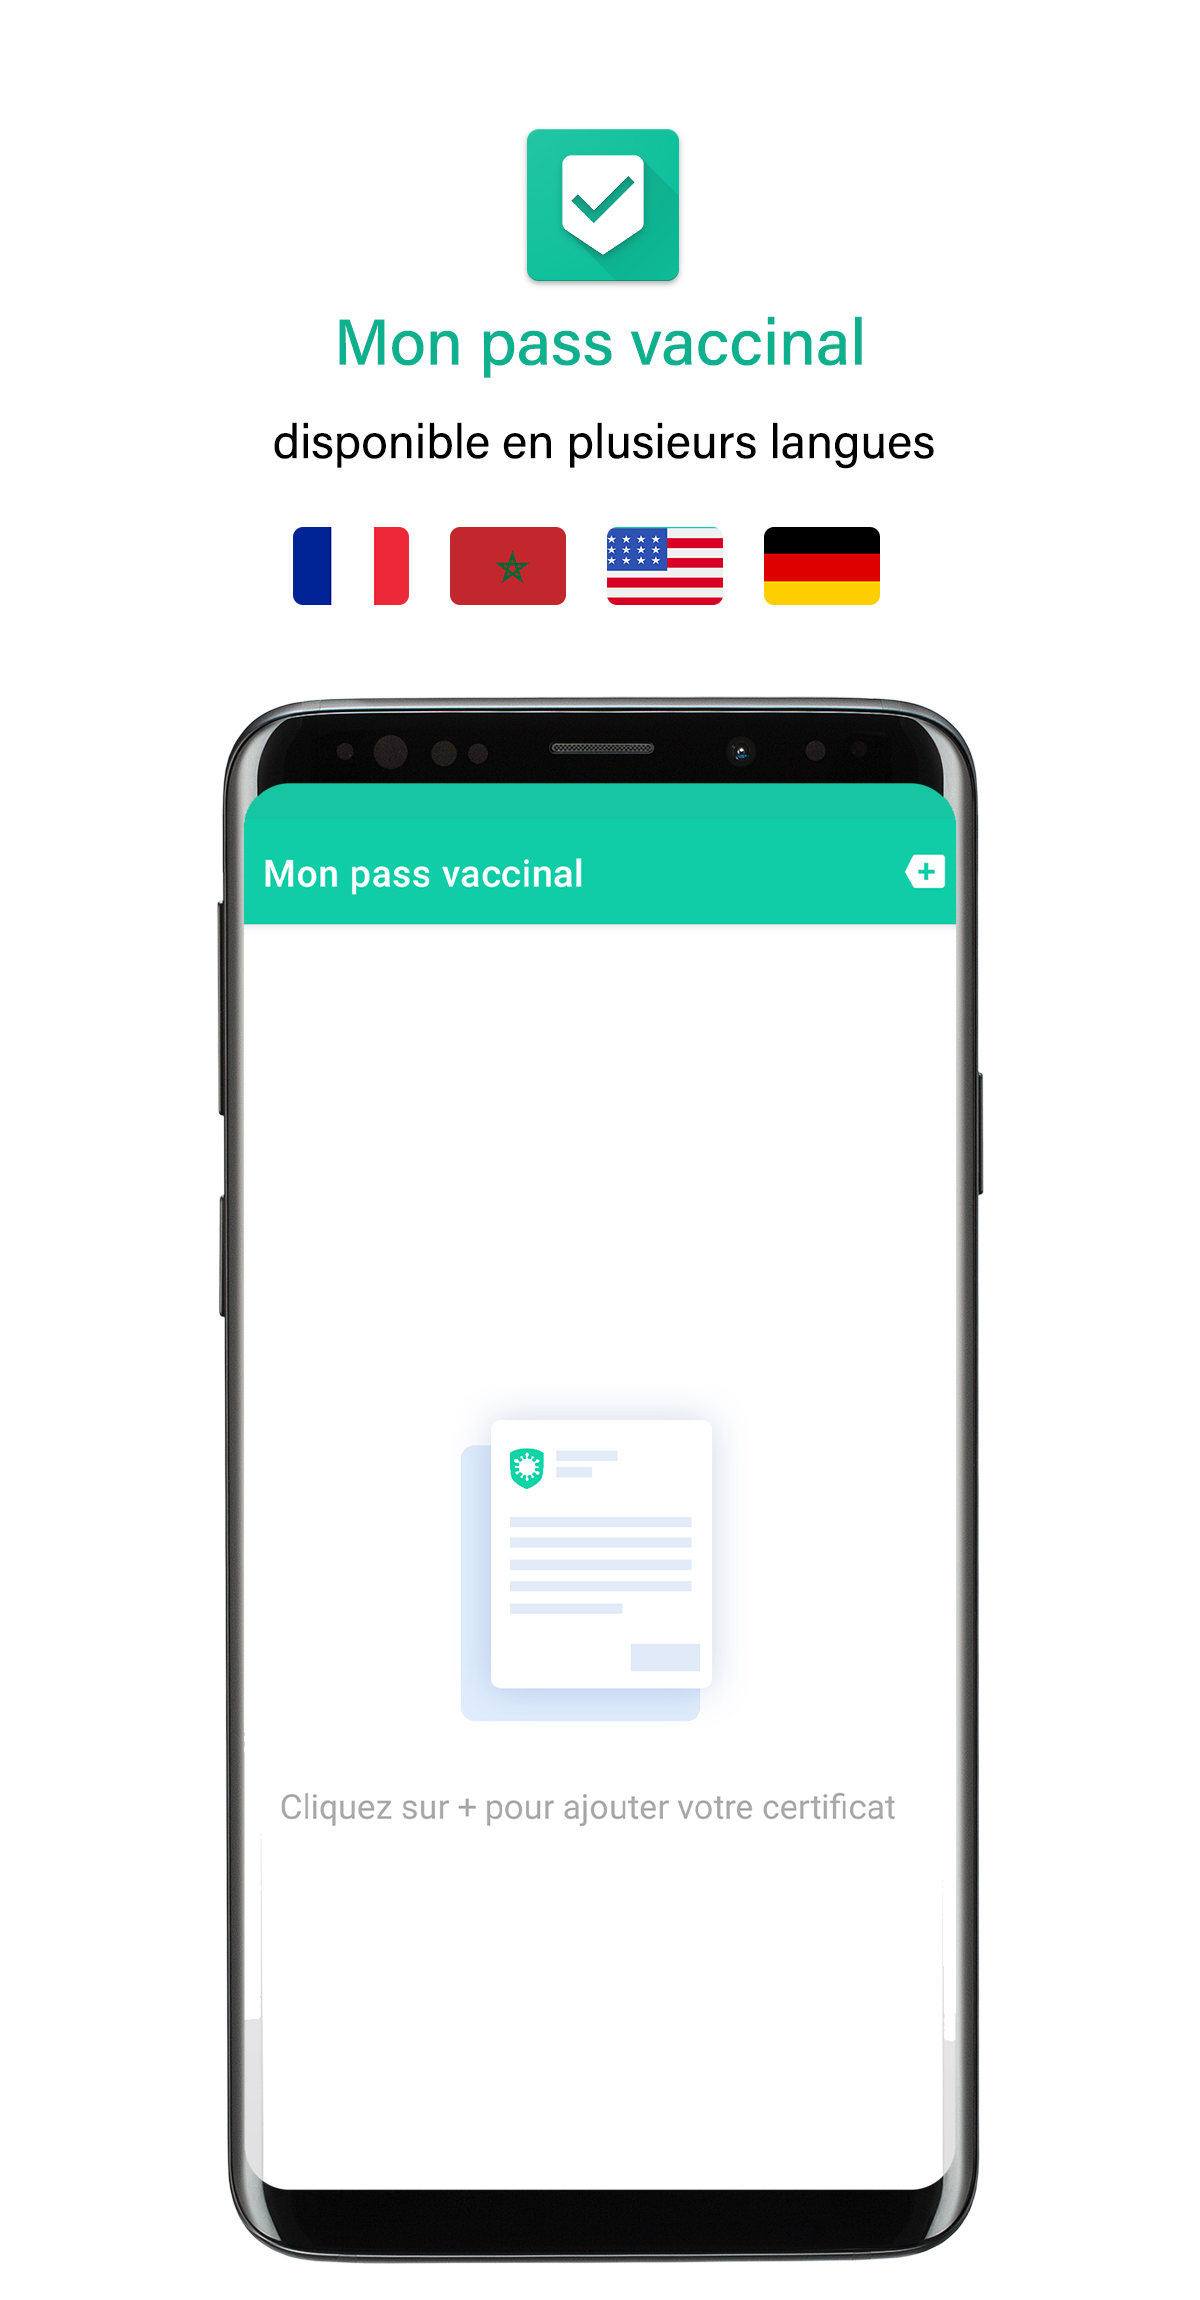 Mon pass vaccinal
disponible en plusieurs langues
Mon pass vaccinal
Cliquez sur + pour ajouter votre certificat